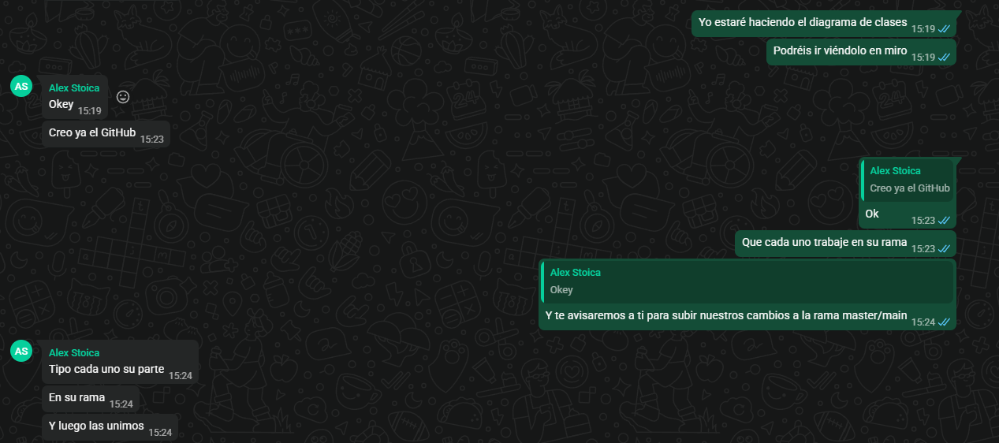 Yo estaré haciendo el diagrama de clases 15:19
Podréis ir viéndolo en miro 15:19
AS
Alex Stoica
Okey 15:19
Creo ya el GitHub 15:23
Alex Stoica
Creo ya el GitHub
Ok 15:23
Que cada uno trabaje en su rama 15:23
Alex Stoica
Okey
Y te avisaremos a ti para subir nuestros cambios a la rama master/main 15:24
AS
Alex Stoica
Tipo cada uno su parte 15:24
En su rama 15:24
Y luego las unimos 15:24